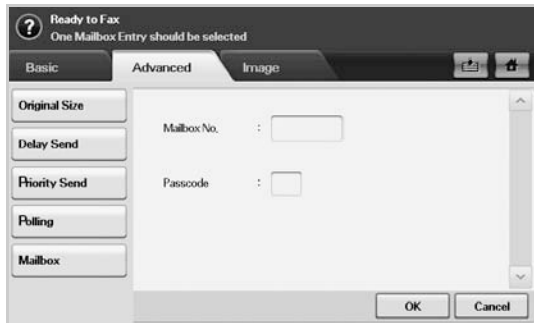 Ready to Fax
One Mailbox Entry should be selected
Basic Advanced Image
Original Size
Delay Send
Priority Send
Polling
Mailbox
Mailbox No. :
Passcode :
OK Cancel